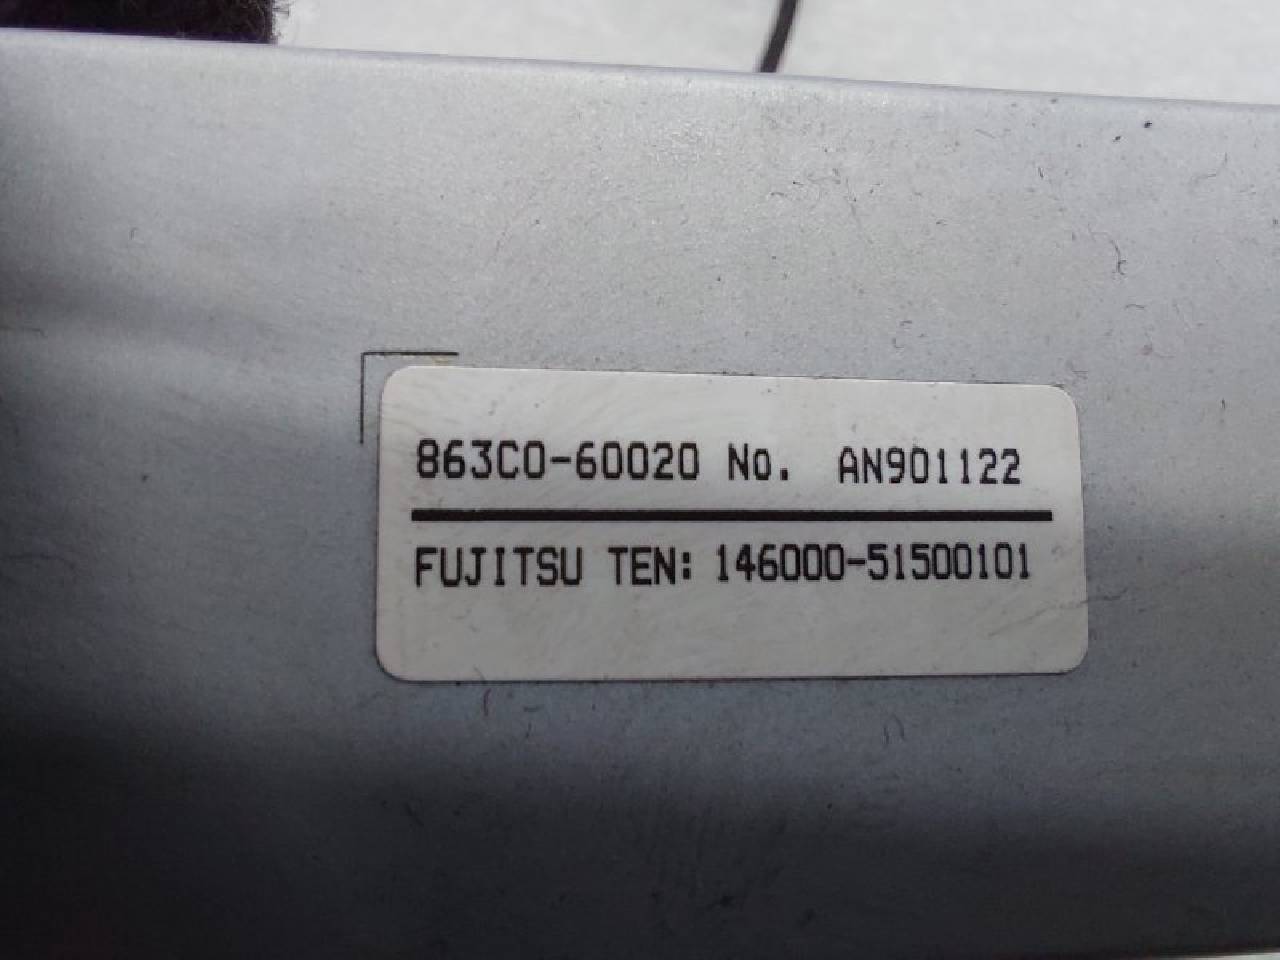 863C0-60020 No. AN901122
FUJITSU TEN: 146000-51500101